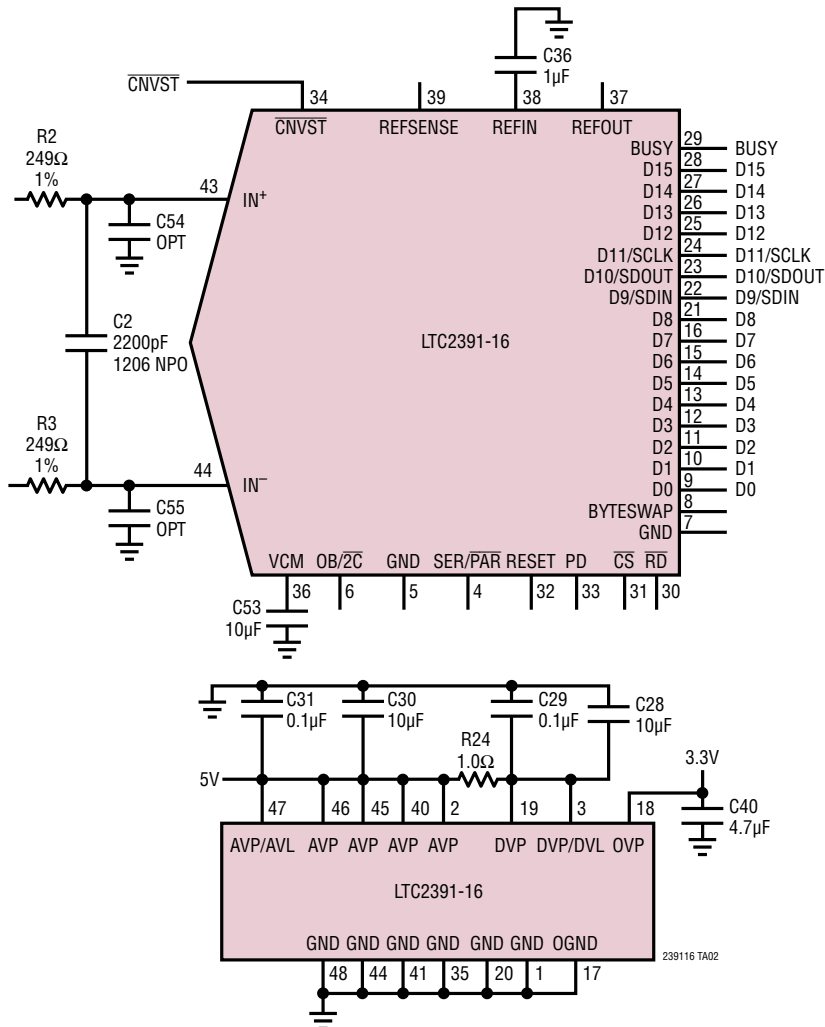 C36
1µF
CNVST
34
39
38
37
CNVST
REFSENSE
REFIN
REFOUT
R2
249Ω
1%
43
IN+
C54
OPT
C2
2200pF
1206 NPO
R3
249Ω
1%
44
IN−
C55
OPT
LTC2391-16
BUSY 29 BUSY
D15 28 D15
D14 27 D14
D13 26 D13
D12 25 D12
D11/SCLK 24 D11/SCLK
D10/SDOUT 23 D10/SDOUT
D9/SDIN 22 D9/SDIN
D8 21 D8
D7 16 D7
D6 15 D6
D5 14 D5
D4 13 D4
D3 12 D3
D2 11 D2
D1 10 D1
D0 9 D0
BYTESWAP 8
GND 7
VCM OB/2C GND SER/PAR RESET PD CS RD
36 6 5 4 32 33 31 30
C53
10µF
C31
0.1µF
C30
10µF
C29
0.1µF
C28
10µF
R24
1.0Ω
5V
3.3V
C40
4.7µF
47 46 45 40 2 19 3 18
AVP/AVL AVP AVP AVP AVP DVP DVP/DVL OVP
LTC2391-16
GND GND GND GND GND GND OGND
48 44 41 35 20 1 17
239116 TA02